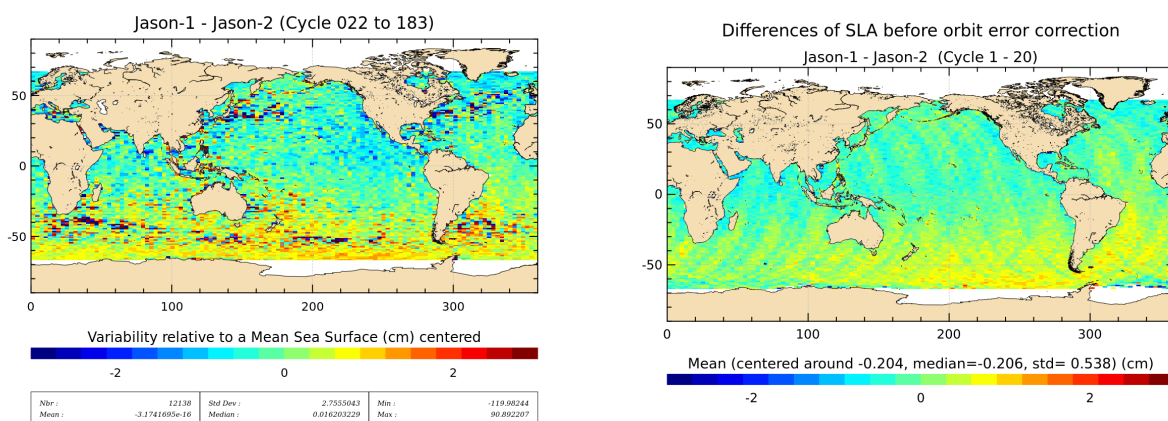 Jason-1 - Jason-2 (Cycle 022 to 183)
50
0
-50
0 100 200 300
Variability relative to a Mean Sea Surface (cm) centered
-2 0 2
Nbr : 12138 Std Dev : 2.7555043 Min : -119.98244
Mean : -3.1741695e-16 Median : 0.016203229 Max : 90.892207
Differences of SLA before orbit error correction
Jason-1 - Jason-2 (Cycle 1 - 20)
50
0
-50
0 100 200 300
Mean (centered around -0.204, median=-0.206, std= 0.538) (cm)
-2 0 2